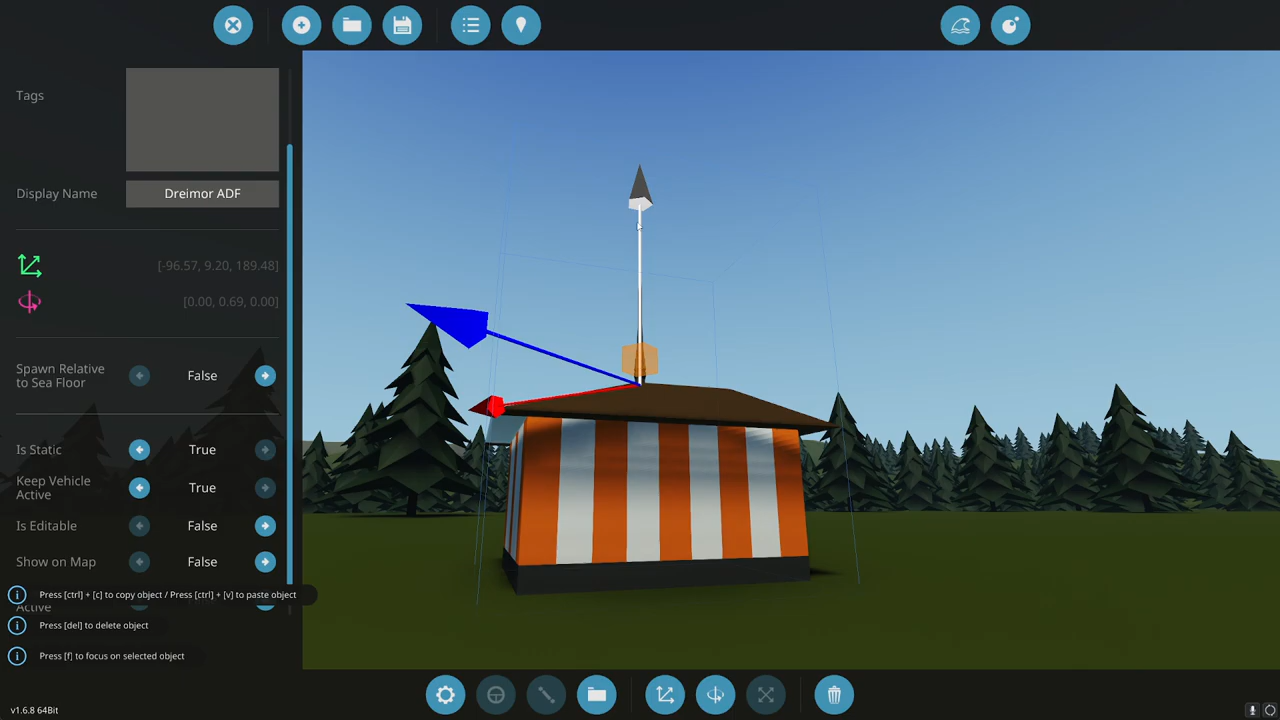 Tags
Display Name
Dreimor ADF
[-96.57, 9.20, 189.48]
[0.00, 0.69, 0.00]
Spawn Relative
to Sea Floor
False
Is Static
True
Keep Vehicle
Active
True
Is Editable
False
Show on Map
False
Press [ctrl] + [c] to copy object / Press [ctrl] + [v] to paste object
Active
Press [del] to delete object
Press [f] to focus on selected object
v1.6.8 64Bit